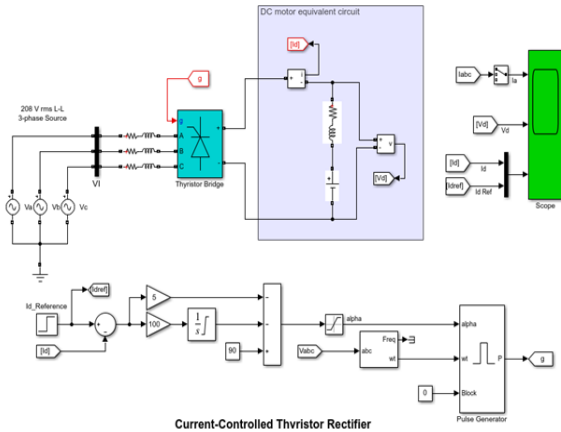 DC motor equivalent circuit
[Id]
g
i
+
-
Iabc
Ia
208 V rms L-L
3-phase Source
g
A
B
C
+
-
VI
Thyristor Bridge
+
-
v
[Vd]
[Vd]
Vd
[Id]
Id
[Idref]
Id Ref
Scope
Va
Vb
Vc
[Idref]
Id_Reference
5
100
1
s
90
[Id]
alpha
Vabc
abc
Freq
wt
0
alpha
wt
Block
P
g
Pulse Generator
Current-Controlled Thyristor Rectifier